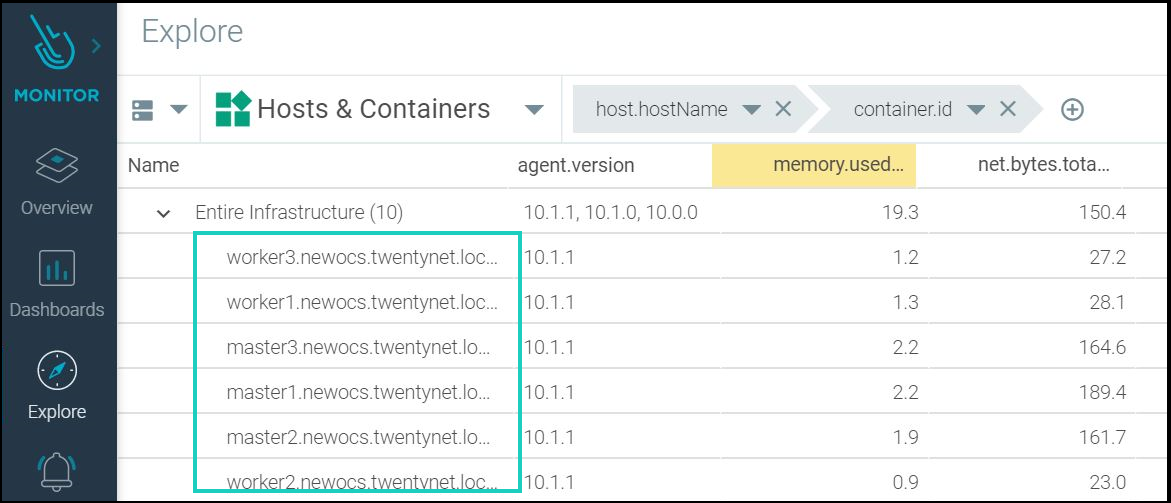 Explore
MONITOR
Hosts & Containers host.hostName container.id
Name agent.version memory.used... net.bytes.tota...
Overview
Entire Infrastructure (10) 10.1.1, 10.1.0, 10.0.0 19.3 150.4
worker3.newocs.twentynet.loc... 10.1.1 1.2 27.2
Dashboards
worker1.newocs.twentynet.loc... 10.1.1 1.3 28.1
master3.newocs.twentynet.lo... 10.1.1 2.2 164.6
Explore
master1.newocs.twentynet.lo... 10.1.1 2.2 189.4
master2.newocs.twentynet.lo... 10.1.1 1.9 161.7
worker2.newocs.twentynet.loc... 10.1.1 0.9 23.0